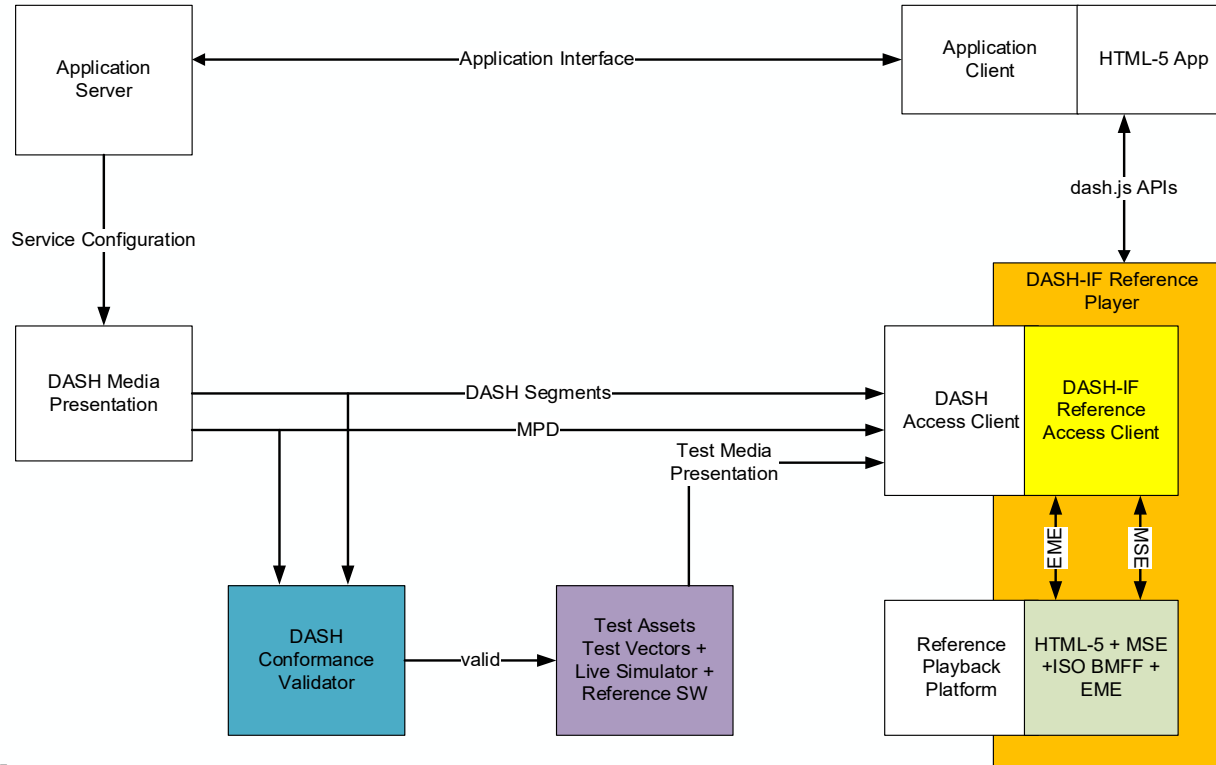 Application
Server
Application Interface
Application
Client
HTML-5 App
dash.js APIs
Service Configuration
DASH-IF Reference
Player
DASH Media
Presentation
DASH Segments
MPD
Test Media
Presentation
DASH
Access Client
DASH-IF
Reference
Access Client
EME
MSE
DASH
Conformance
Validator
valid
Test Assets
Test Vectors +
Live Simulator +
Reference SW
Reference
Playback
Platform
HTML-5 + MSE
+ISO BMFF +
EME